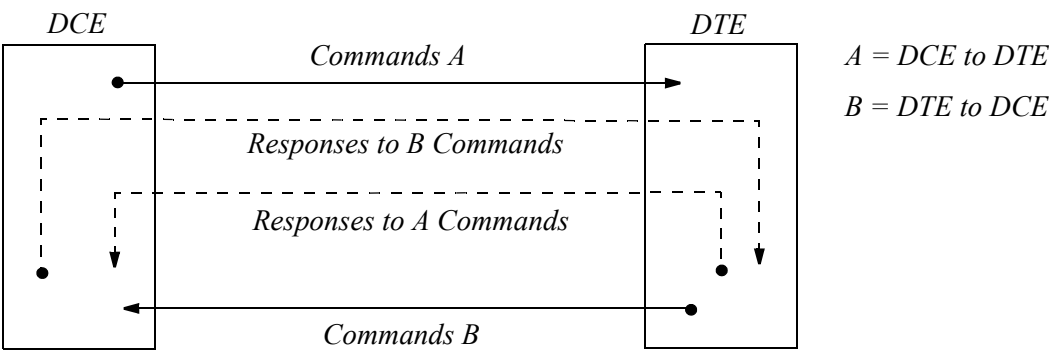 DCE
DTE
Commands A
A = DCE to DTE
B = DTE to DCE
Responses to B Commands
Responses to A Commands
Commands B